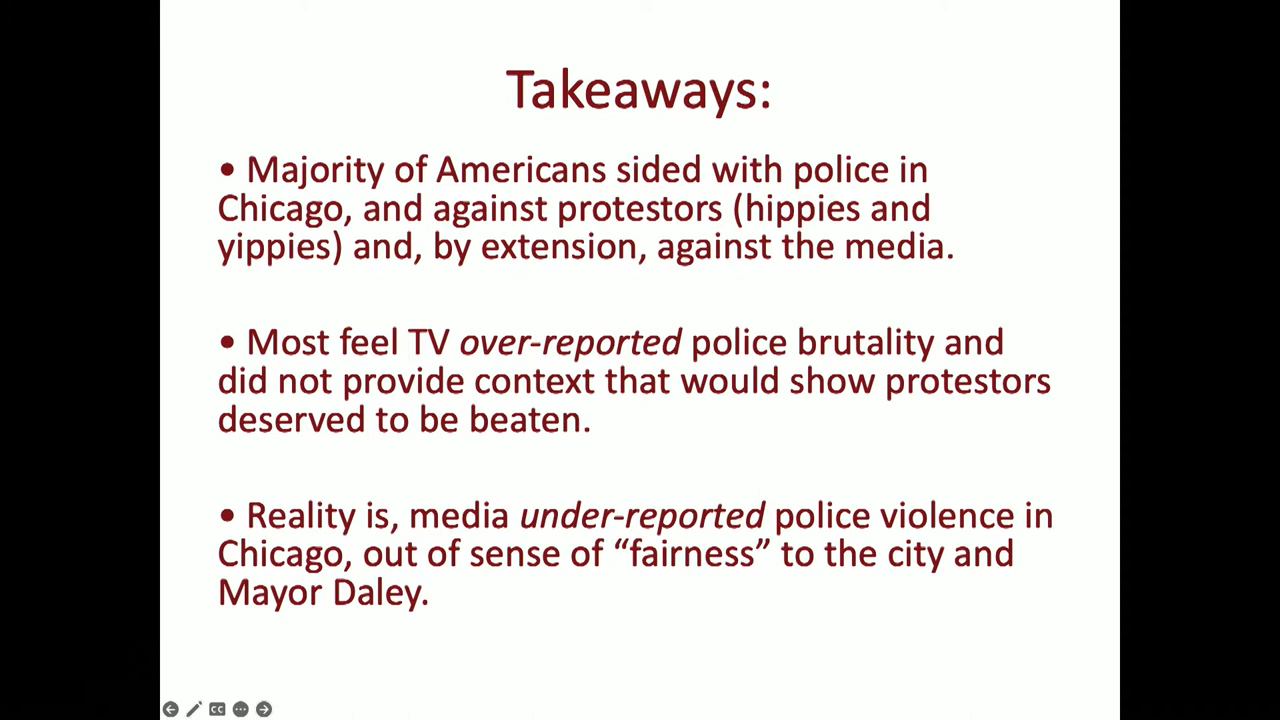 Takeaways:
• Majority of Americans sided with police in
Chicago, and against protestors (hippies and
yippies) and, by extension, against the media.
• Most feel TV over-reported police brutality and
did not provide context that would show protestors
deserved to be beaten.
• Reality is, media under-reported police violence in
Chicago, out of sense of “fairness” to the city and
Mayor Daley.
CC